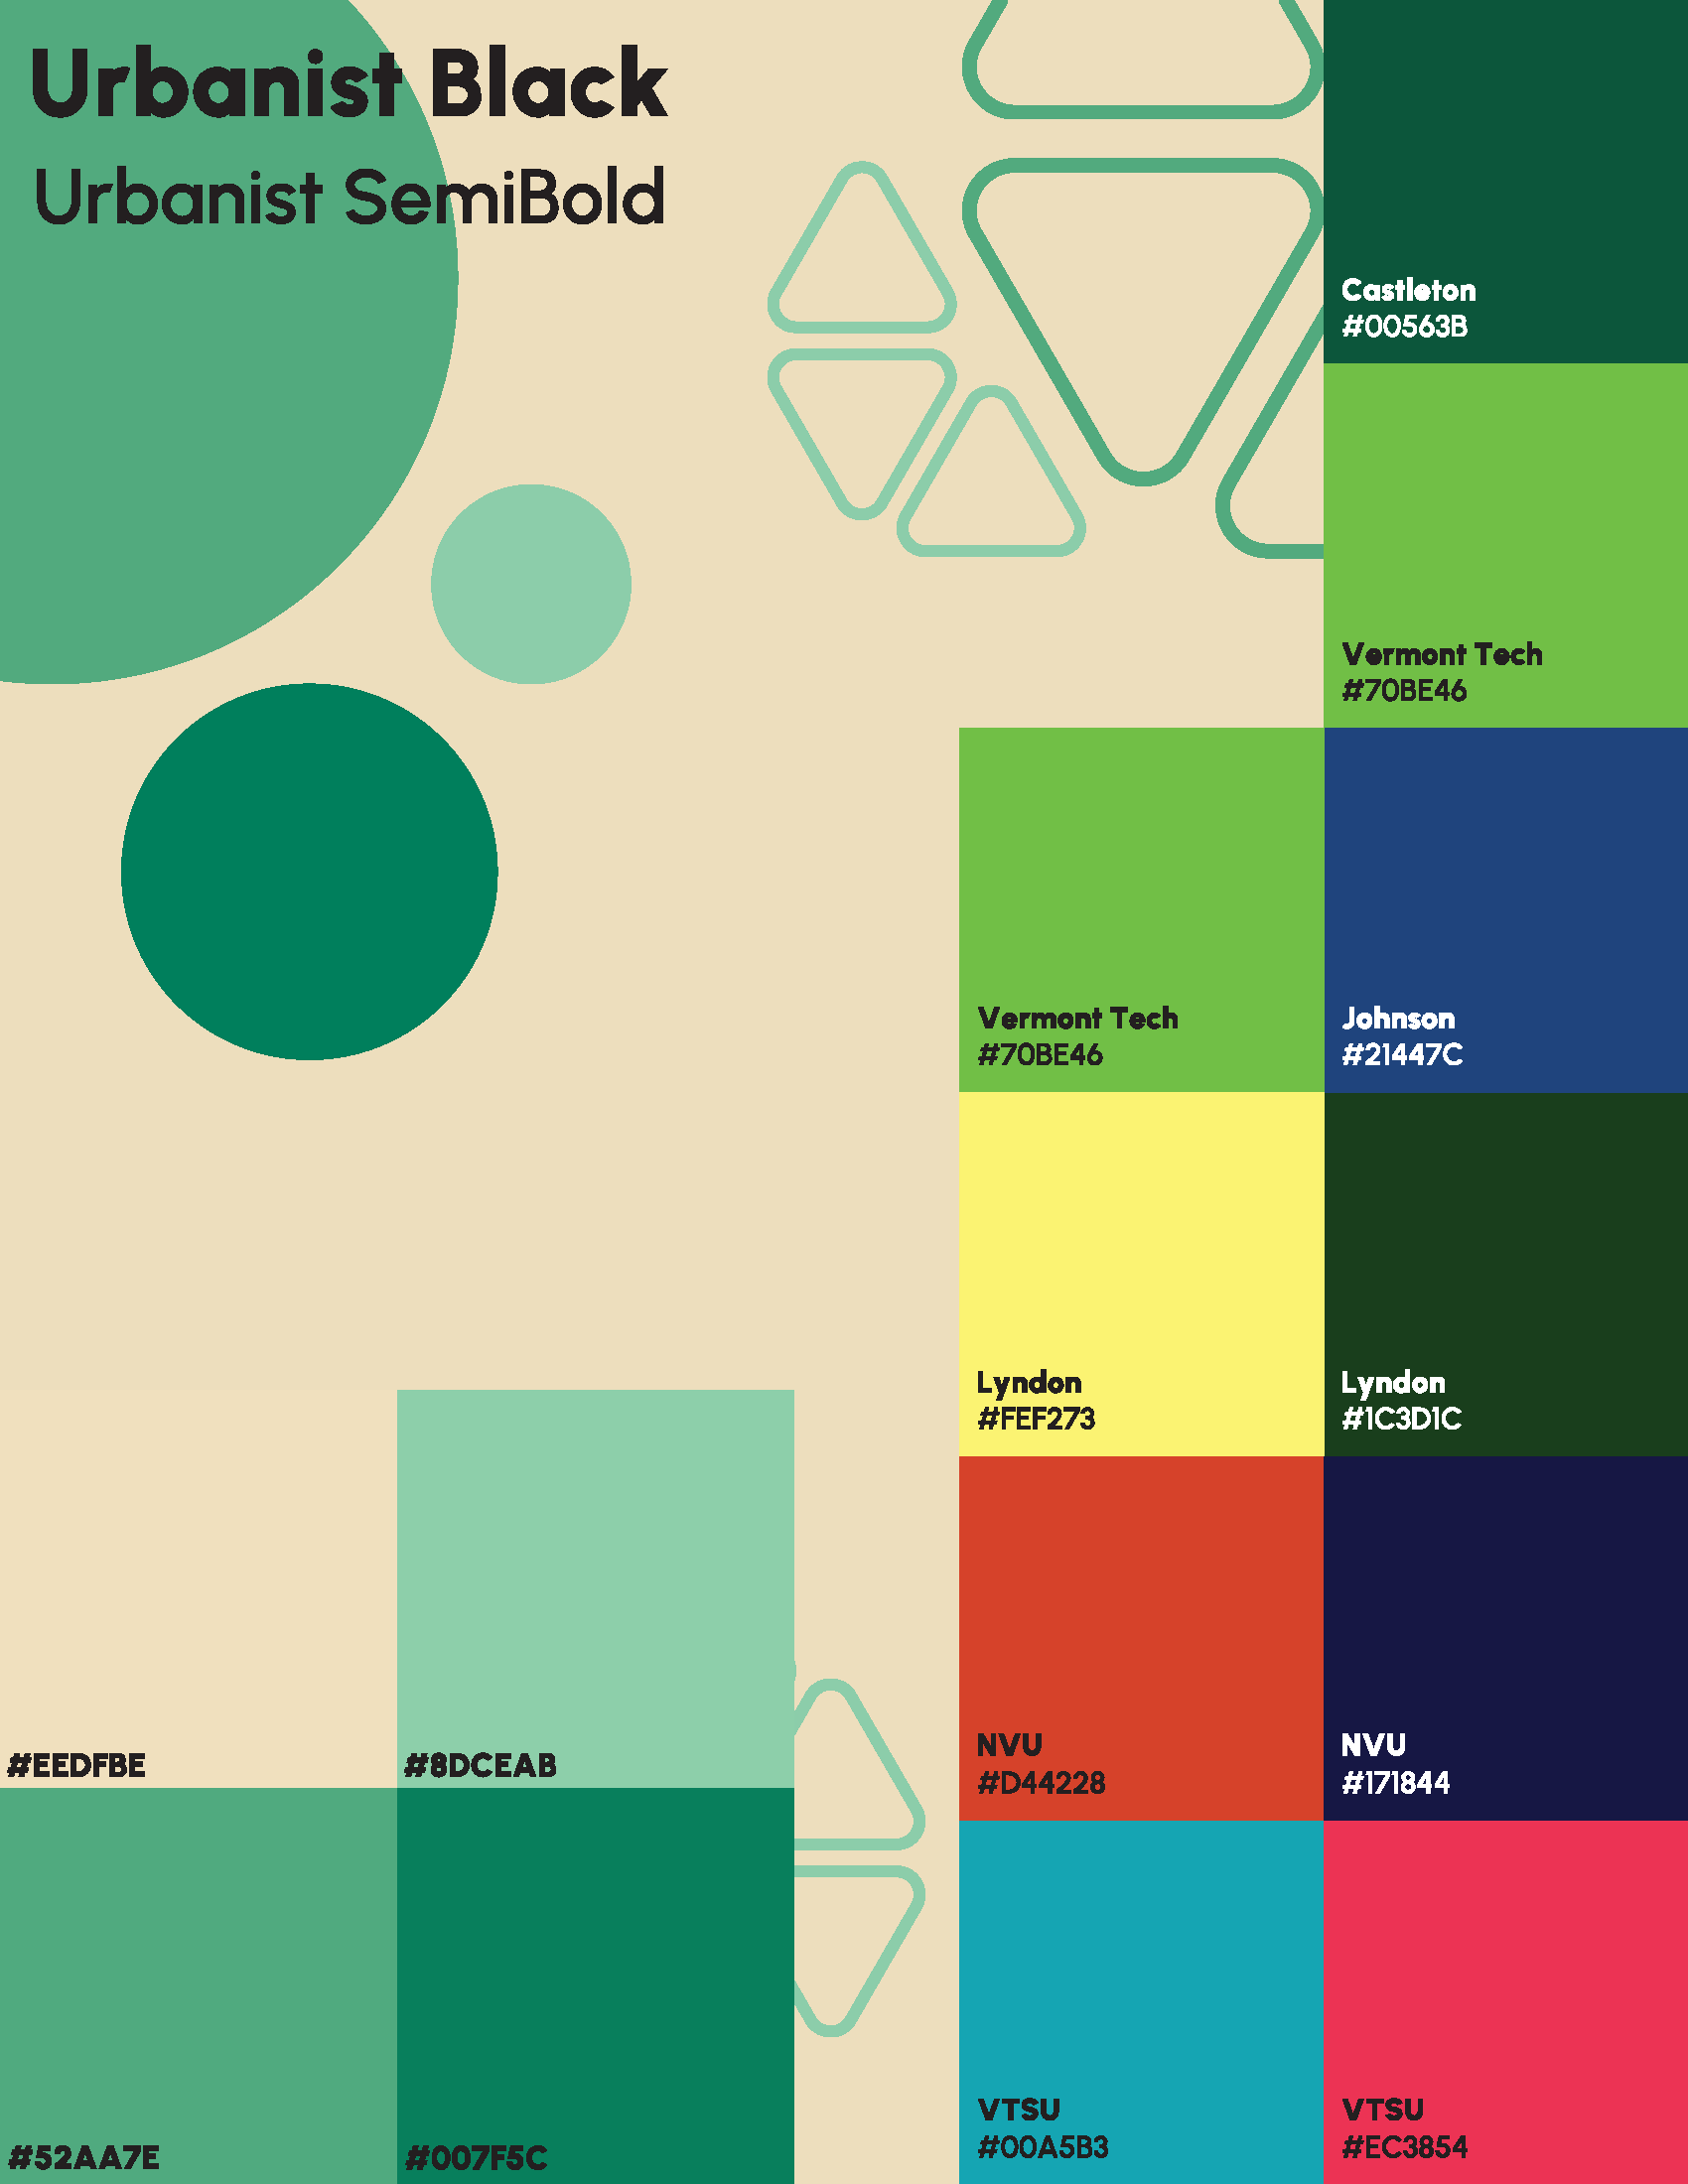 Urbanist Black
Urbanist SemiBold
Castleton
#00563B
Vermont Tech
#70BE46
Vermont Tech
#70BE46
Johnson
#21447C
Lyndon
#FEF273
Lyndon
#1C3D1C
NVU
#D44228
NVU
#171844
VTSU
#00A5B3
VTSU
#EC3854
#EEDFBE
#8DCEAB
#52AA7E
#007F5C